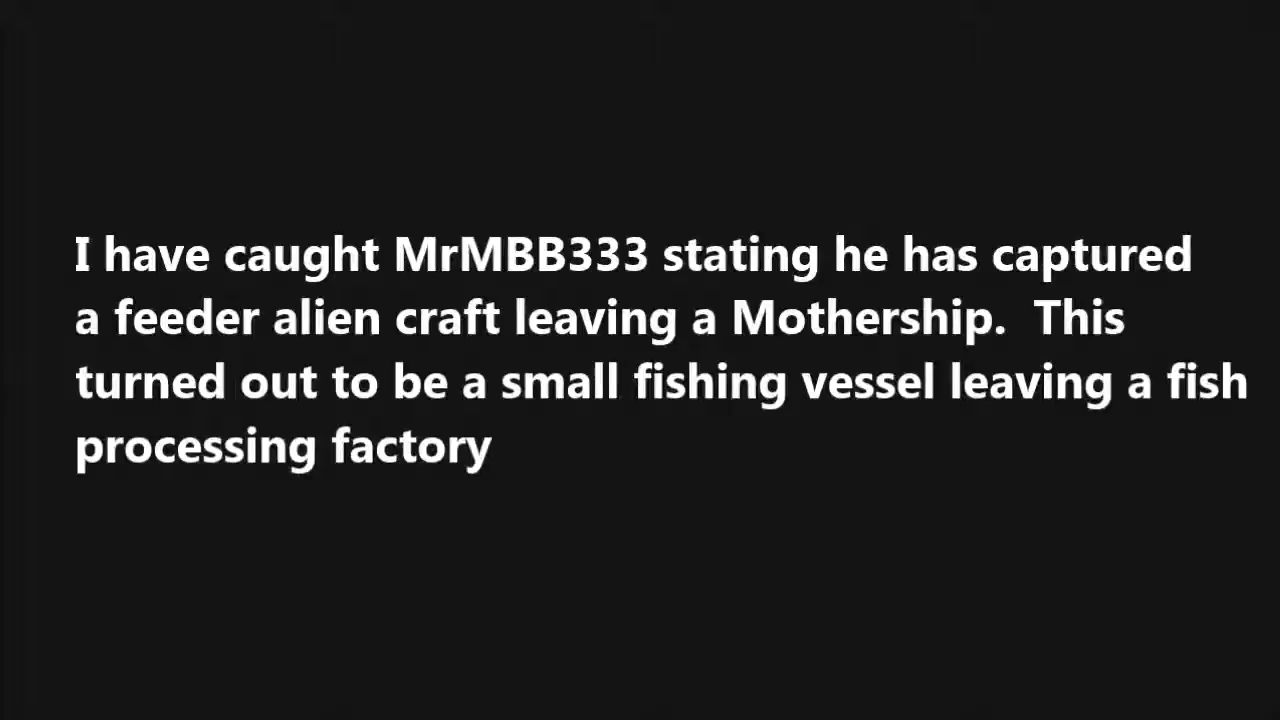 I have caught MrMBB333 stating he has captured
a feeder alien craft leaving a Mothership.  This
turned out to be a small fishing vessel leaving a fish
processing factory